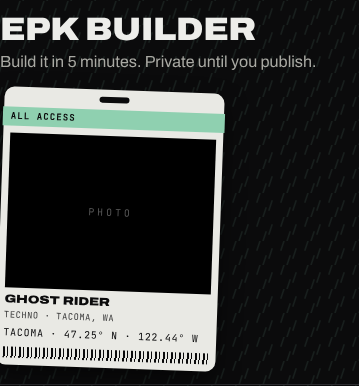 EPK BUILDER
Build it in 5 minutes. Private until you publish.
ALL ACCESS
PHOTO
GHOST RIDER
TECHNO · TACOMA, WA
TACOMA · 47.25° N · 122.44° W